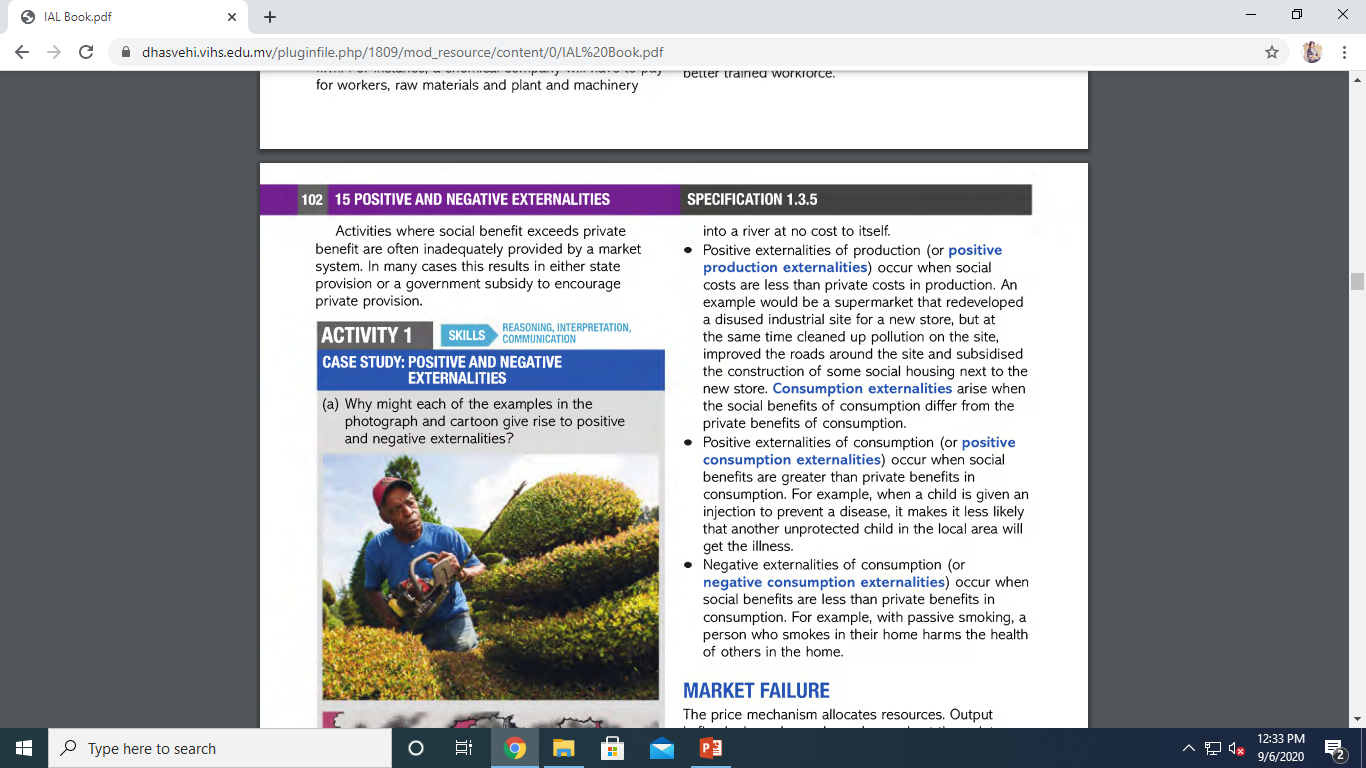 IAL Book.pdf
dhasvehi.vihs.edu.mv/pluginfile.php/1809/mod_resource/content/0/IAL%20Book.pdf
for workers, raw materials and plant and machinery
better trained workforce.
102 15 POSITIVE AND NEGATIVE EXTERNALITIES
SPECIFICATION 1.3.5
Activities where social benefit exceeds private
benefit are often inadequately provided by a market
system. In many cases this results in either state
provision or a government subsidy to encourage
private provision.
ACTIVITY 1
SKILLS
REASONING, INTERPRETATION,
COMMUNICATION
CASE STUDY: POSITIVE AND NEGATIVE
EXTERNALITIES
(a) Why might each of the examples in the
photograph and cartoon give rise to positive
and negative externalities?
into a river at no cost to itself.
• Positive externalities of production (or positive
production externalities) occur when social
costs are less than private costs in production. An
example would be a supermarket that redeveloped
a disused industrial site for a new store, but at
the same time cleaned up pollution on the site,
improved the roads around the site and subsidised
the construction of some social housing next to the
new store. Consumption externalities arise when
the social benefits of consumption differ from the
private benefits of consumption.
• Positive externalities of consumption (or positive
consumption externalities) occur when social
benefits are greater than private benefits in
consumption. For example, when a child is given an
injection to prevent a disease, it makes it less likely
that another unprotected child in the local area will
get the illness.
• Negative externalities of consumption (or
negative consumption externalities) occur when
social benefits are less than private benefits in
consumption. For example, with passive smoking, a
person who smokes in their home harms the health
of others in the home.
MARKET FAILURE
The price mechanism allocates resources. Output
Type here to search
12:33 PM
9/6/2020
2